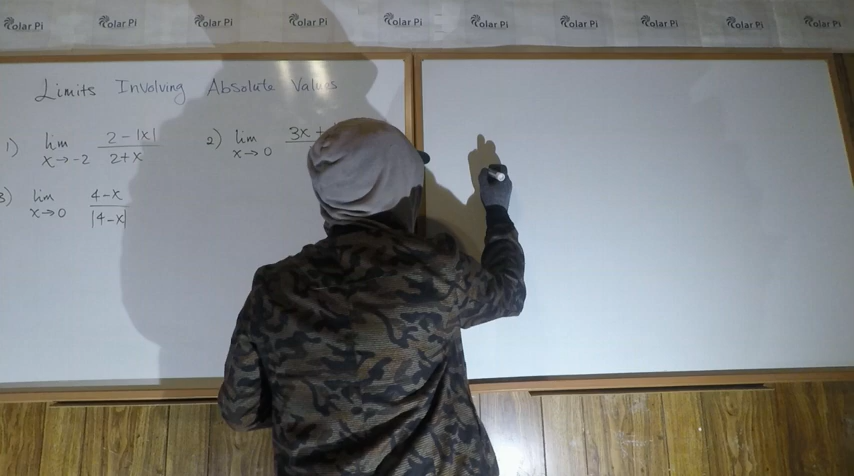 Colar Pi Colar Pi Colar Pi Colar Pi Colar Pi Colar Pi Colar Pi Colar Pi Colar Pi Colar Pi
Limits Involving Absolute Values
1) lim x→-2 2-|x| / 2+x
2) lim x→0 3x +
3) lim x→0 4-x / |4-x|